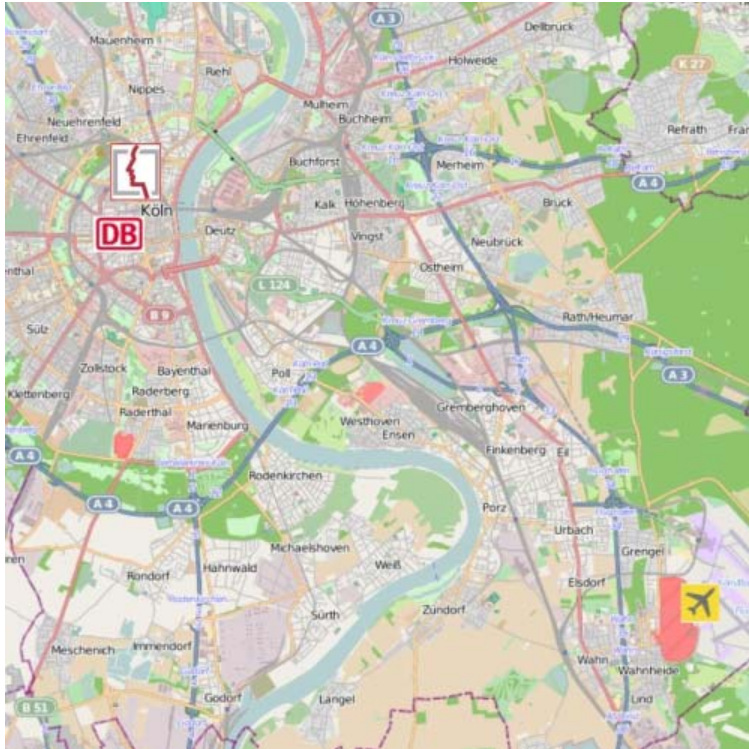 A 3
Dellbrück
Mauenheim
Holweide
K 27
Riehl
Nippes
Mülheim
Refrath
Neuehrenfeld
Buchheim
Ehrenfeld
Buchforst
Merheim
A 4
Köln
Kalk
Höhenberg
Brück
DB
Deutz
Vingst
Neubrück
Ostheim
L 124
B 9
Rath/Heumar
Sülz
A 4
Zollstock
Bayenthal
Poll
A 3
Klettenberg
Raderberg
Raderthal
Westhoven
Gremberghoven
Marienburg
Ensen
Finkenberg
Eil
A 4
Rodenkirchen
A 4
A 4
Porz
Urbach
Michaelshoven
Grengel
Weiß
Rondorf
Hahnwald
Elsdorf
Zündorf
Sürth
Meschenich
Immendorf
Wahn
Wahnheide
Godorf
Langel
Lind
B 51